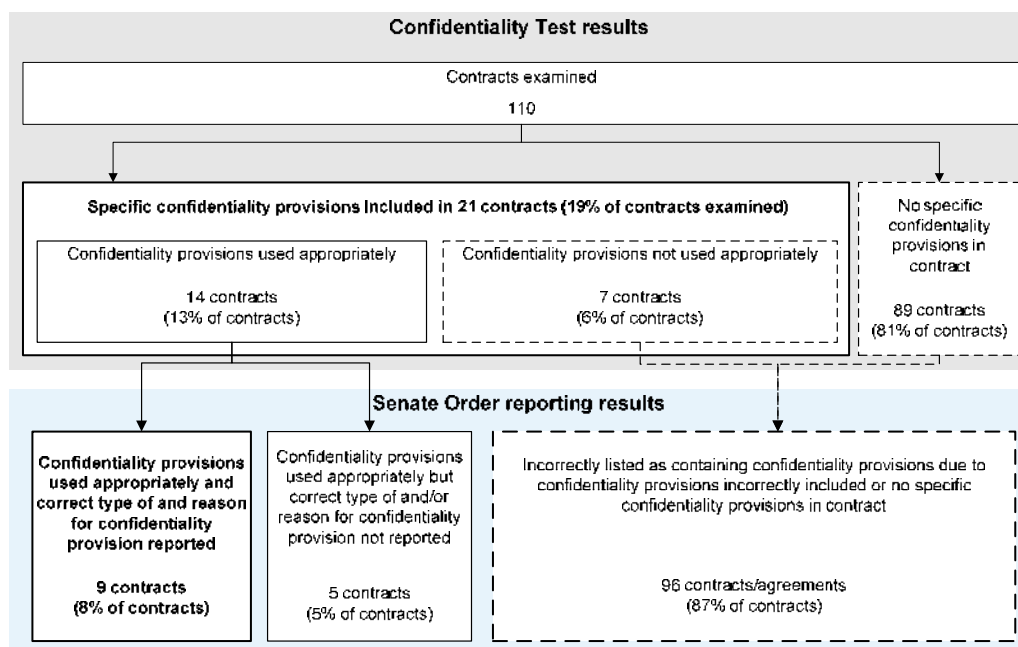 Confidentiality Test results
Contracts examined
110
Specific confidentiality provisions Included in 21 contracts (19% of contracts examined)
Confidentiality provisions used appropriately
14 contracts
(13% of contracts)
Confidentiality provisions not used appropriately
7 contracts
(6% of contracts)
No specific
confidentiality
provisions in
contract
89 contracts
(81% of contracts)
Senate Order reporting results
Confidentiality provisions
used appropriately and
correct type of and reason
for confidentiality
provision reported
9 contracts
(8% of contracts)
Confidentiality provisions
used appropriately but
correct type of and/or
reason for confidentiality
provision not reported
5 contracts
(5% of contracts)
Incorrectly listed as containing confidentiality provisions due to
confidentiality provisions incorrectly included or no specific
confidentiality provisions in contract
96 contracts/agreements
(87% of contracts)